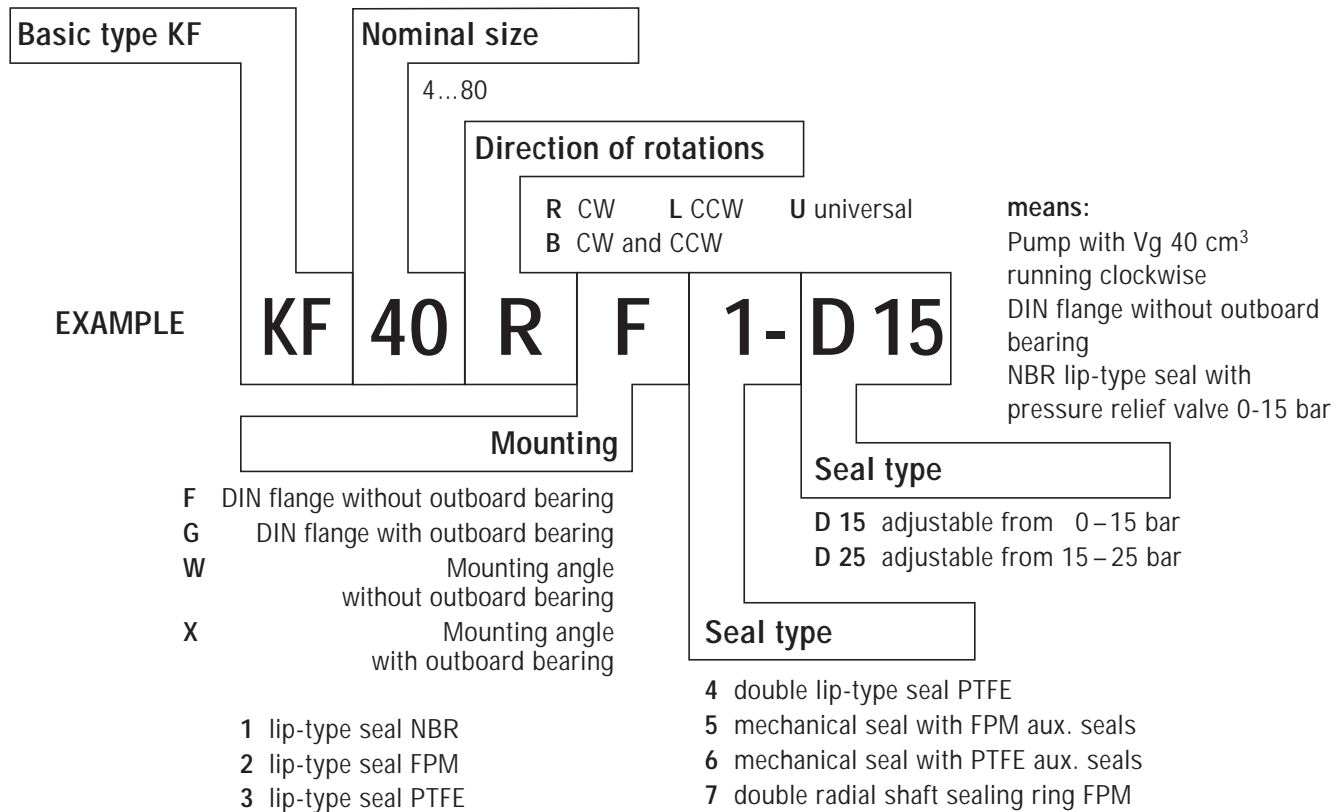 Basic type KF
Nominal size
4...80
Direction of rotations
R CW L CCW U universal
B CW and CCW
means:
Pump with Vg 40 cm³
running clockwise
DIN flange without outboard
bearing
NBR lip-type seal with
pressure relief valve 0-15 bar
EXAMPLE
KF 40 R F 1- D 15
Mounting
F DIN flange without outboard bearing
G DIN flange with outboard bearing
W Mounting angle
without outboard bearing
X Mounting angle
with outboard bearing
Seal type
D 15 adjustable from 0–15 bar
D 25 adjustable from 15–25 bar
Seal type
1 lip-type seal NBR
2 lip-type seal FPM
3 lip-type seal PTFE
4 double lip-type seal PTFE
5 mechanical seal with FPM aux. seals
6 mechanical seal with PTFE aux. seals
7 double radial shaft sealing ring FPM